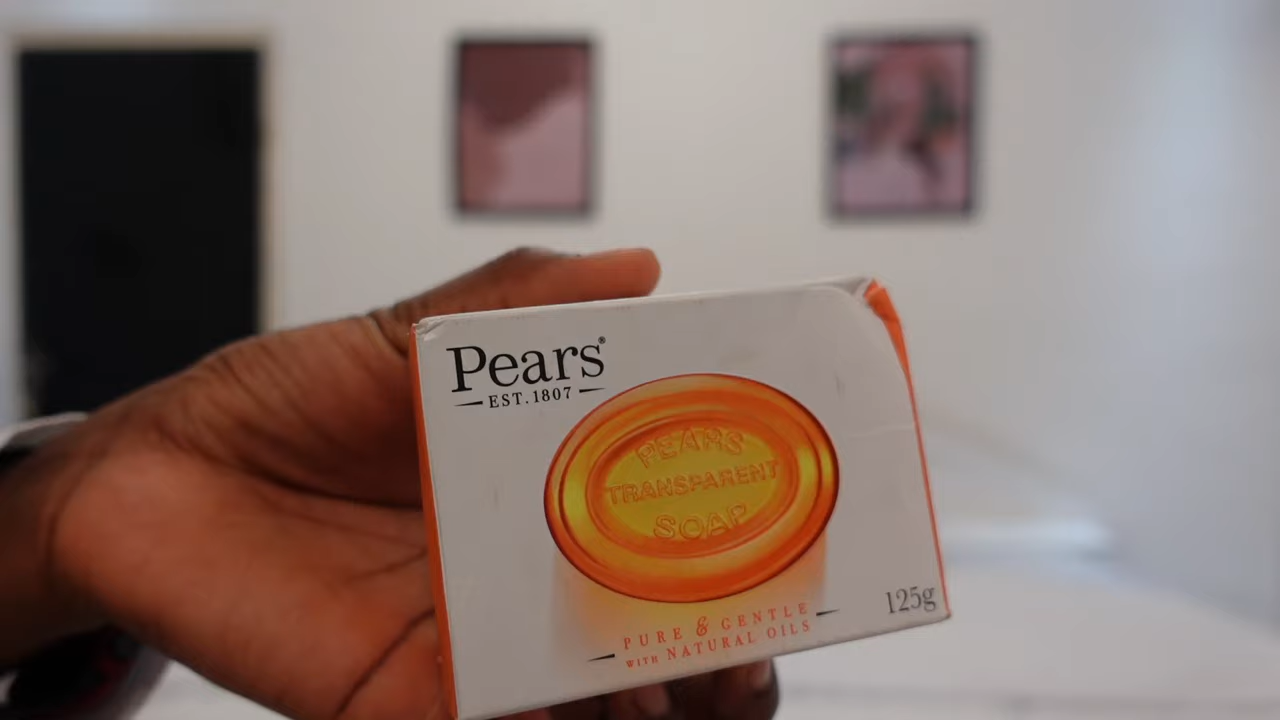 Pears®
EST. 1807
PEARS
TRANSPARENT
SOAP
PURE & GENTLE
WITH NATURAL OILS
125g